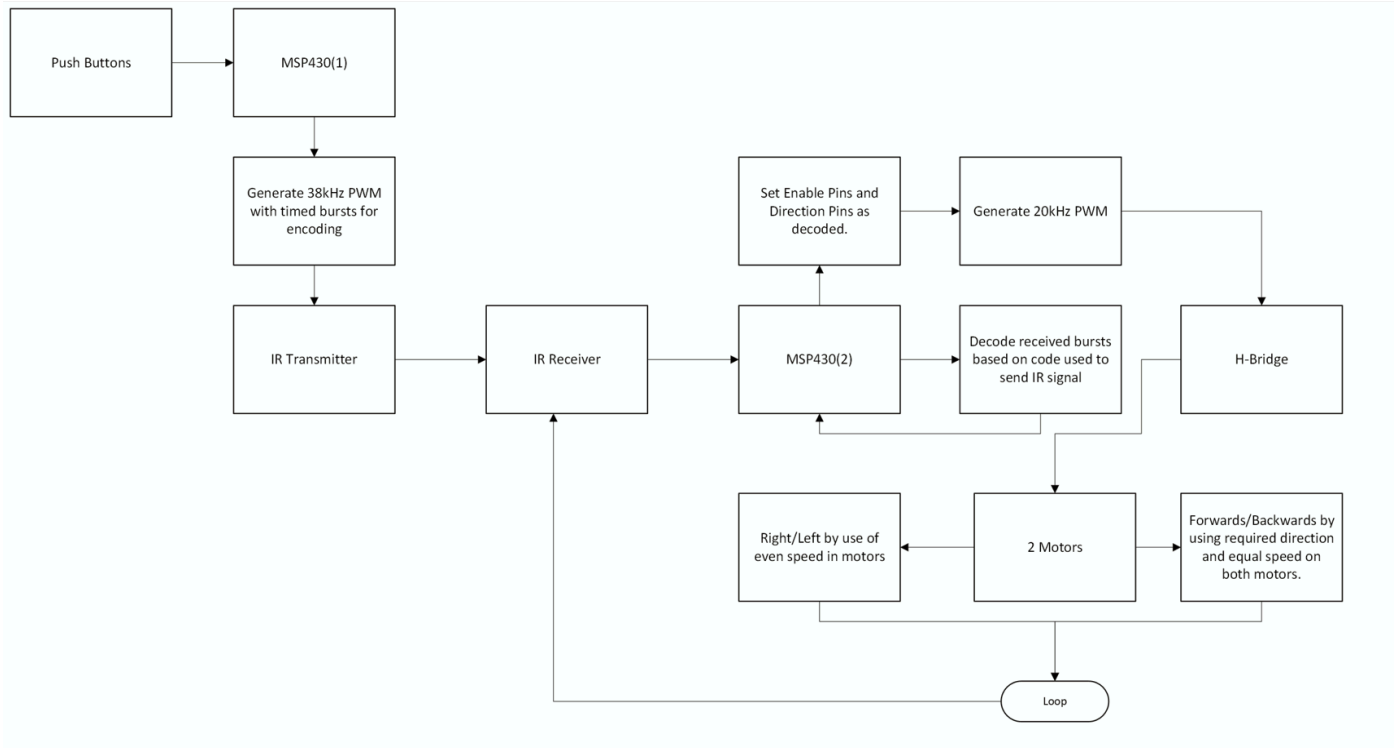 Push Buttons
MSP430(1)
Generate 38kHz PWM
with timed bursts for
encoding
IR Transmitter
IR Receiver
MSP430(2)
Set Enable Pins and
Direction Pins as
decoded.
Generate 20kHz PWM
Decode received bursts
based on code used to
send IR signal
H-Bridge
2 Motors
Right/Left by use of
even speed in motors
Forwards/Backwards by
using required direction
and equal speed on
both motors.
Loop